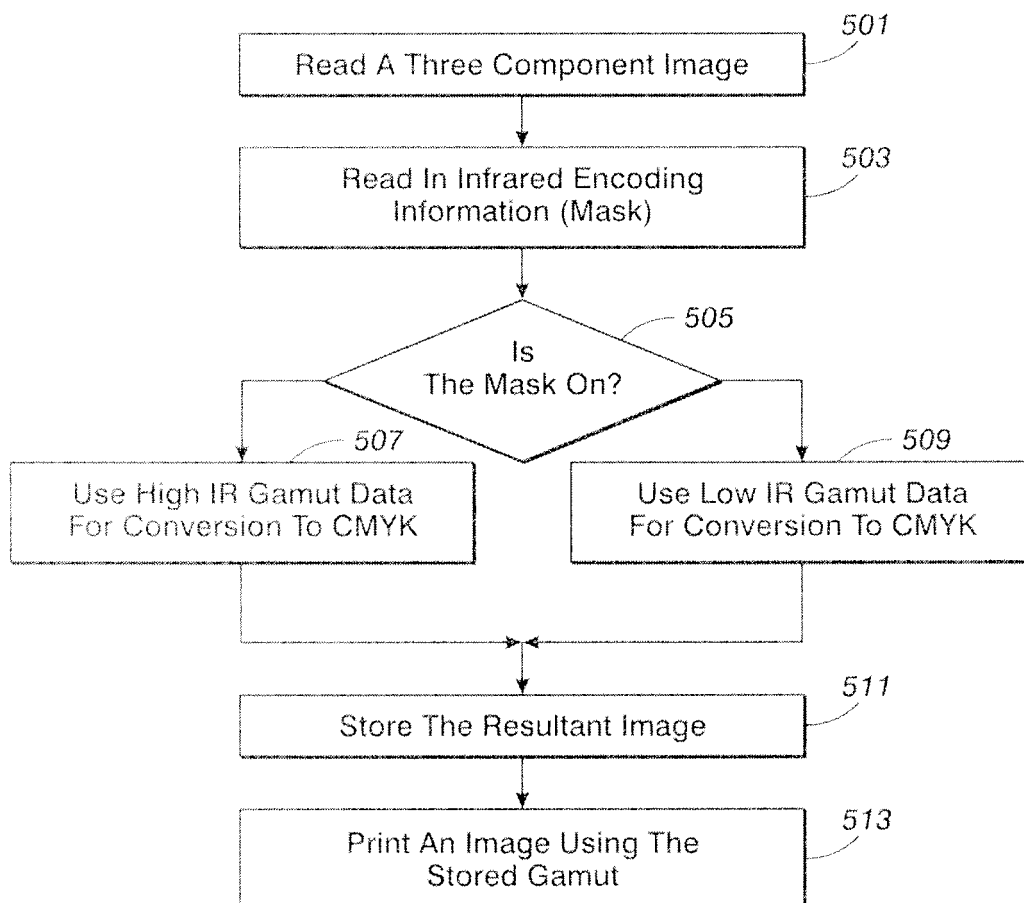 501
Read A Three Component Image
503
Read In Infrared Encoding
Information (Mask)
505
Is
The Mask On?
507
Use High IR Gamut Data
For Conversion To CMYK
509
Use Low IR Gamut Data
For Conversion To CMYK
511
Store The Resultant Image
513
Print An Image Using The
Stored Gamut